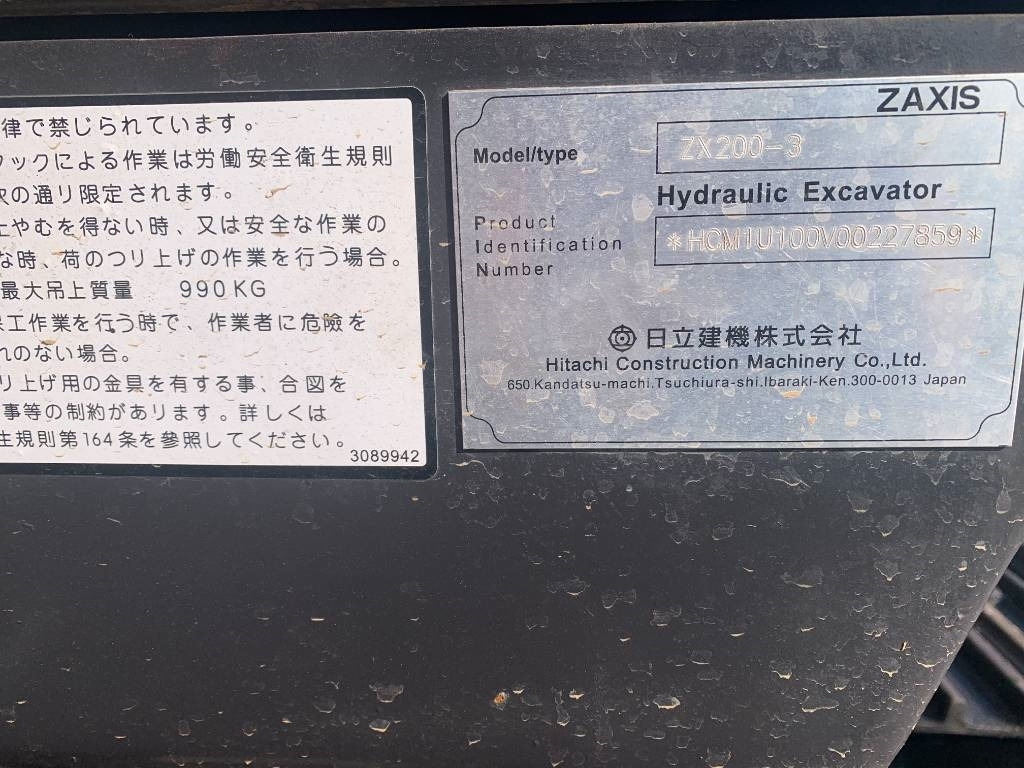 律で禁じられています。
フックによる作業は労働安全衛生規則
次の通リ限定されます。
上やむを得ない時、又は安全な作業の
な時、荷のつリ上げの作業を行う場合。
最大吊上質量 990KG
工作業を行う時で、作業者に危険を
れのない場合。
リ上げ用の金具を有する事、合図を
事等の制約があリます。詳しくは
生規則第164条を参照してください。
3089942
ZAXIS
Model/type ZX200-3
Hydraulic Excavator
Product
Identification
Number
*HCM1U100V00227859*
日立建機株式会社
Hitachi Construction Machinery Co.,Ltd.
650.Kandatsu-machi.Tsuchiura-shi.Ibaraki-Ken.300-0013 Japan